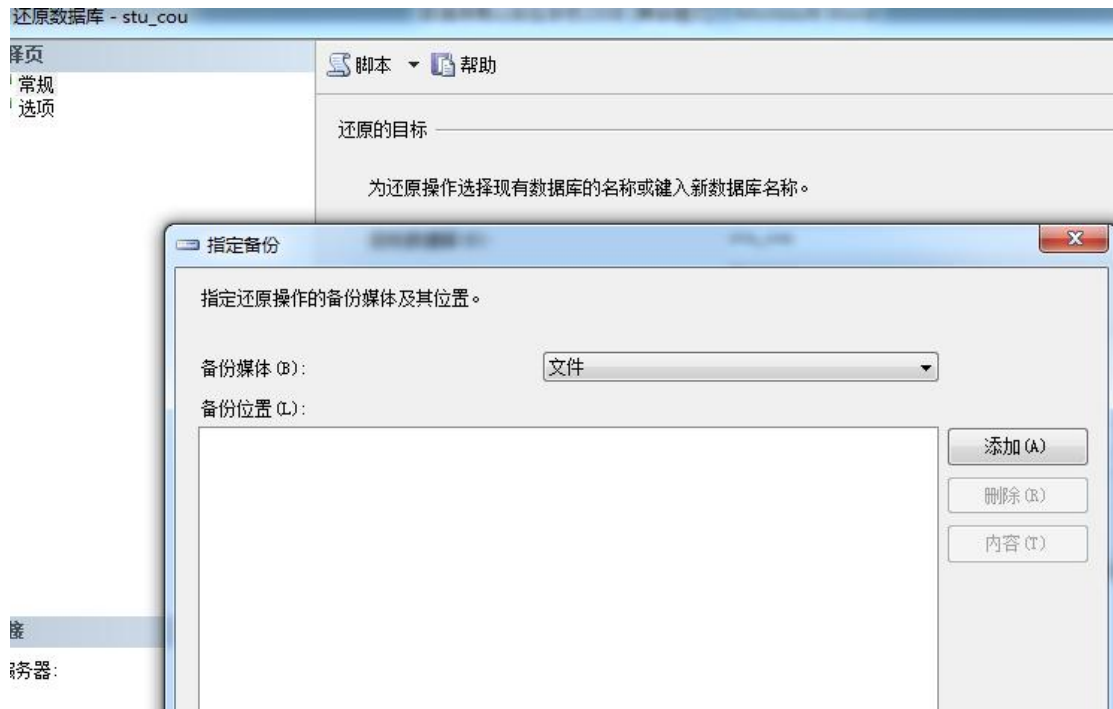 还原数据库 - stu_cou
择页
常规
选项
脚本 帮助
还原的目标
为还原操作选择现有数据库的名称或键入新数据库名称。
指定备份
指定还原操作的备份媒体及其位置。
备份媒体(B):
文件
备份位置(L):
添加(A)
删除(R)
内容(T)
接
服务器: